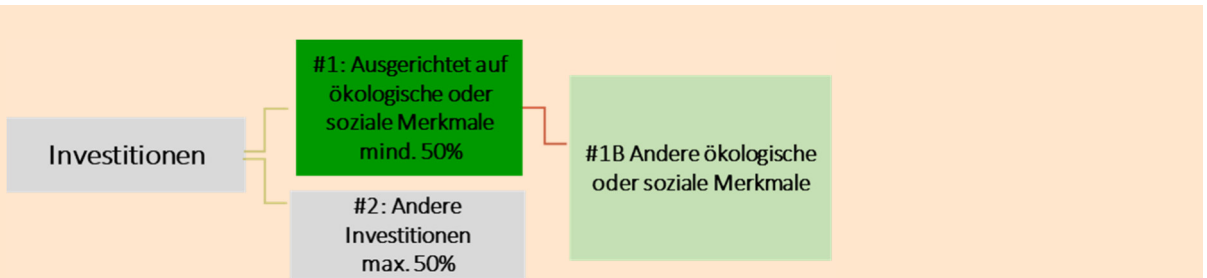 Investitionen
#1: Ausgerichtet auf
ökologische oder
soziale Merkmale
mind. 50%
#2: Andere
Investitionen
max. 50%
#1B Andere ökologische
oder soziale Merkmale